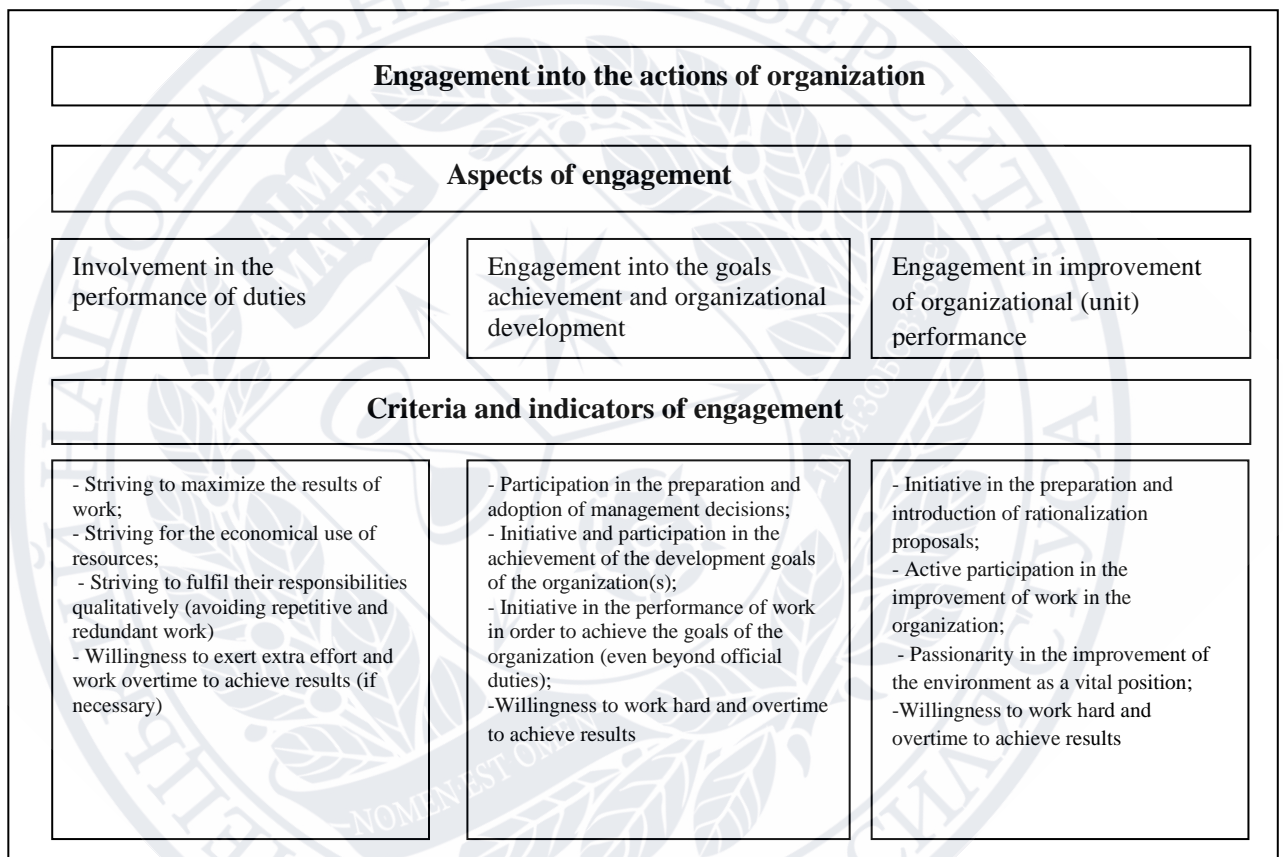 Engagement into the actions of organization
Aspects of engagement
Involvement in the
performance of duties
Engagement into the goals
achievement and organizational
development
Engagement in improvement
of organizational (unit)
performance
Criteria and indicators of engagement
- Striving to maximize the results of
work;
- Striving for the economical use of
resources;
- Striving to fulfil their responsibilities
qualitatively (avoiding repetitive and
redundant work)
- Willingness to exert extra effort and
work overtime to achieve results (if
necessary)
- Participation in the preparation and
adoption of management decisions;
- Initiative and participation in the
achievement of the development goals
of the organization(s);
- Initiative in the performance of work
in order to achieve the goals of the
organization (even beyond official
duties);
-Willingness to work hard and overtime
to achieve results
- Initiative in the preparation and
introduction of rationalization
proposals;
- Active participation in the
improvement of work in the
organization;
- Passionarity in the improvement of
the environment as a vital position;
-Willingness to work hard and
overtime to achieve results
ALMA
MATER
NOMEN EST OMEN